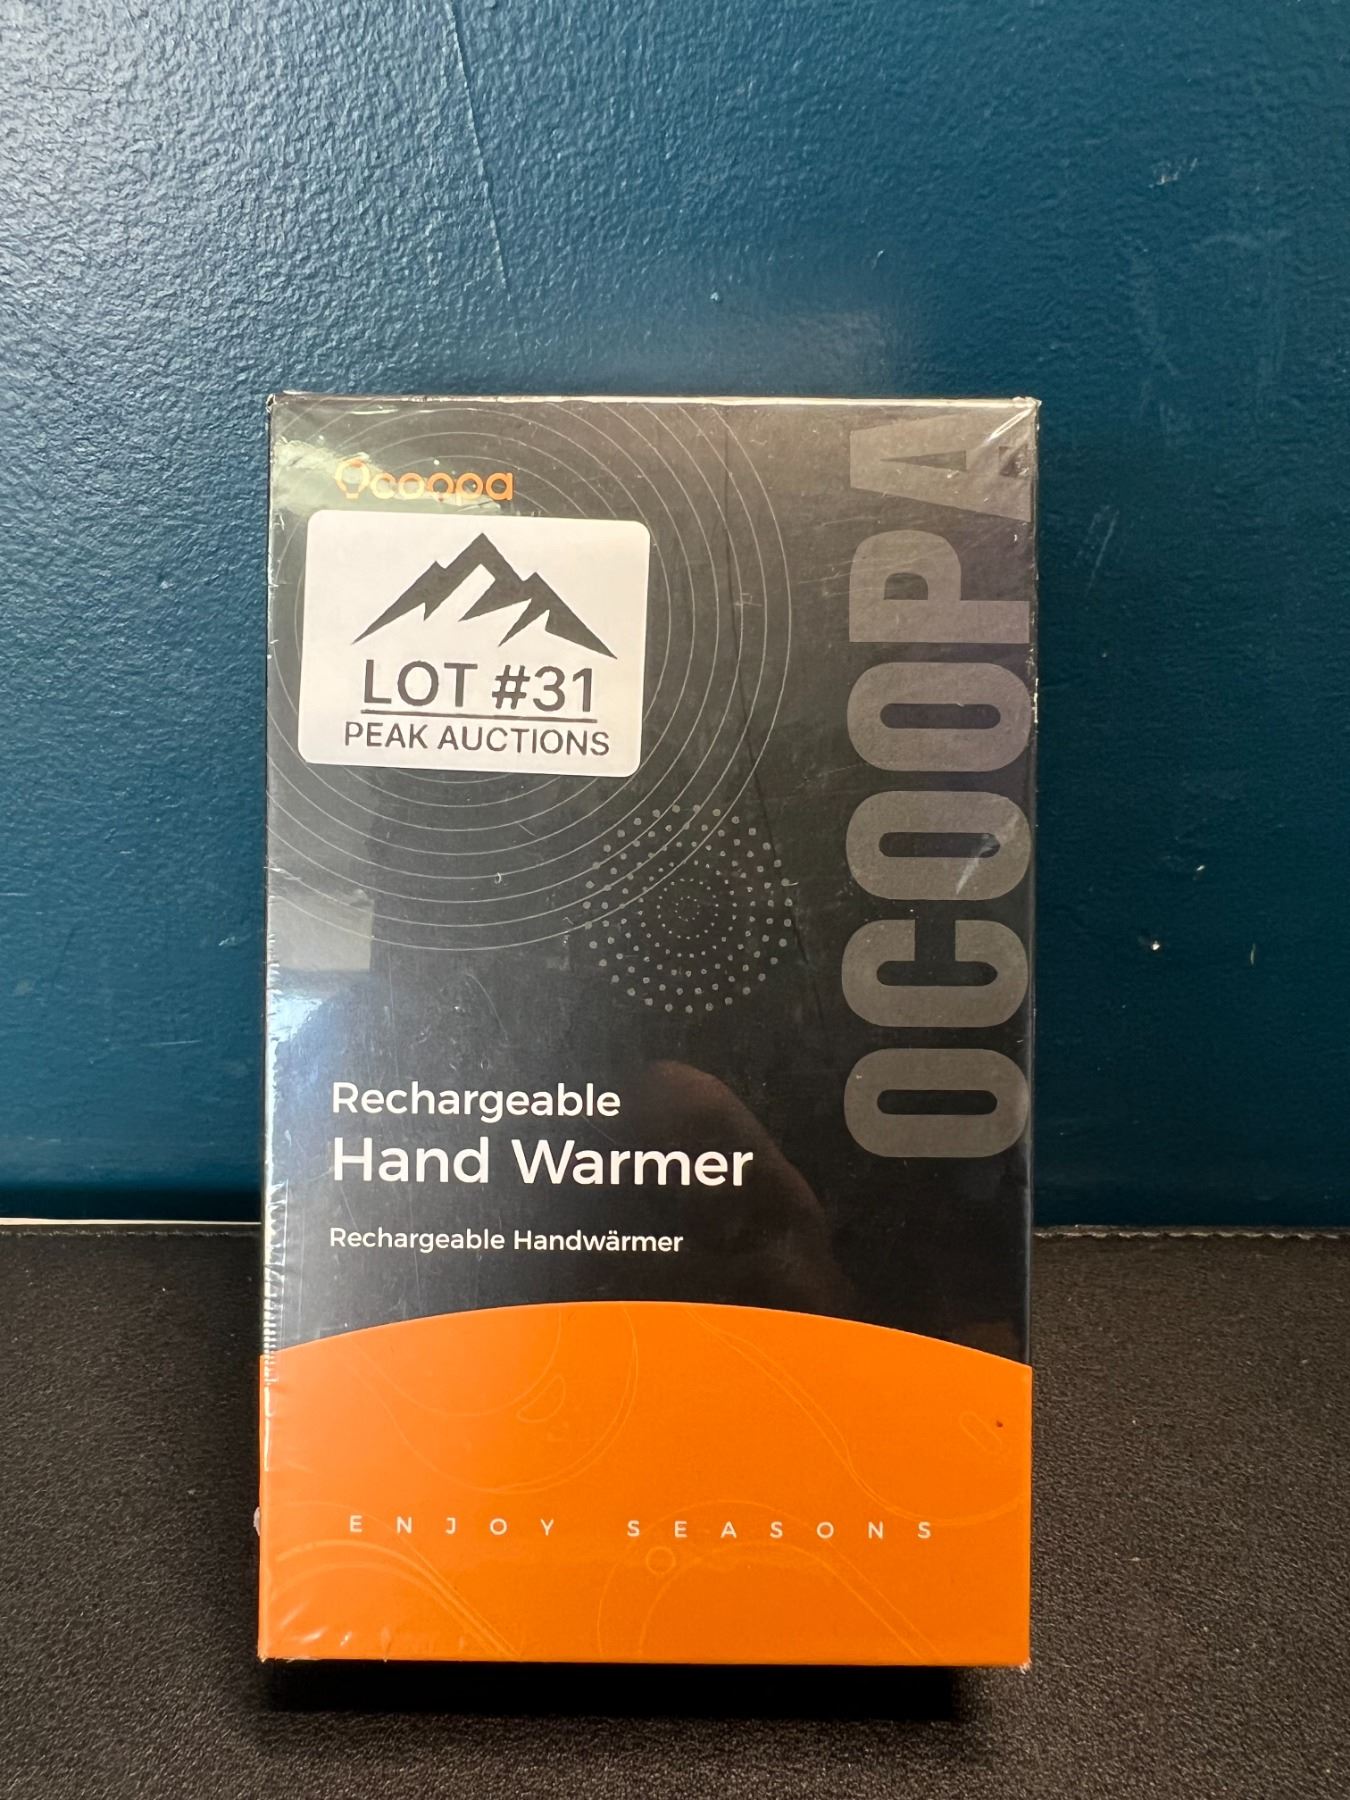 Ocoopa
LOT #31
PEAK AUCTIONS
OCOOPA
Rechargeable
Hand Warmer
Rechargeable Handwärmer
ENJOY SEASONS